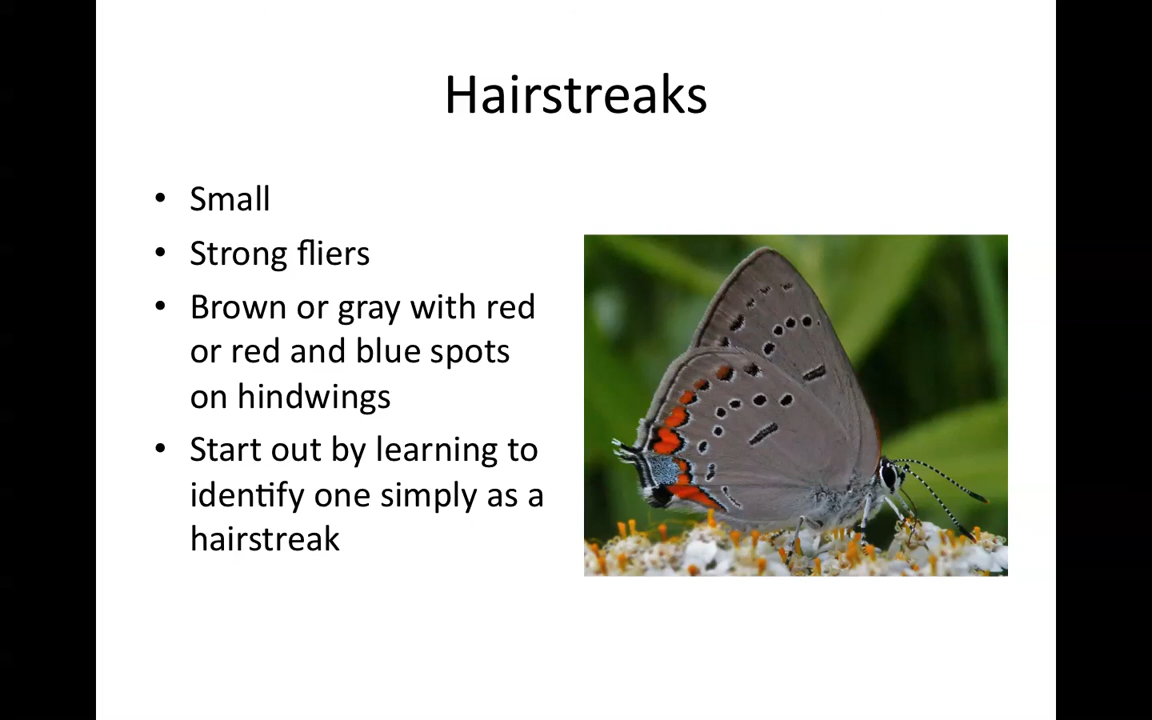 Hairstreaks
• Small
• Strong fliers
• Brown or gray with red
or red and blue spots
on hindwings
• Start out by learning to
identify one simply as a
hairstreak